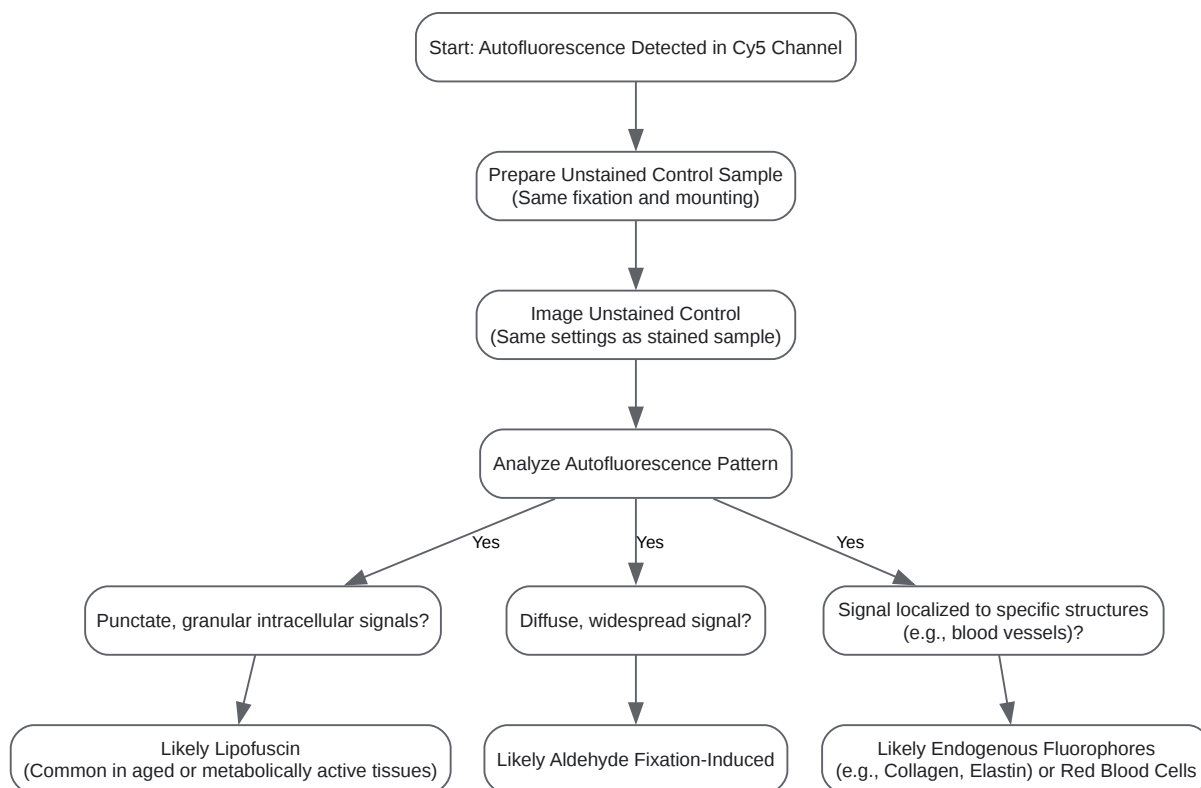 Start: Autofluorescence Detected in Cy5 Channel
Prepare Unstained Control Sample
(Same fixation and mounting)
Image Unstained Control
(Same settings as stained sample)
Analyze Autofluorescence Pattern
Yes
Yes
Yes
Punctate, granular intracellular signals?
Diffuse, widespread signal?
Signal localized to specific structures
(e.g., blood vessels)?
Likely Lipofuscin
(Common in aged or metabolically active tissues)
Likely Aldehyde Fixation-Induced
Likely Endogenous Fluorophores
(e.g., Collagen, Elastin) or Red Blood Cells